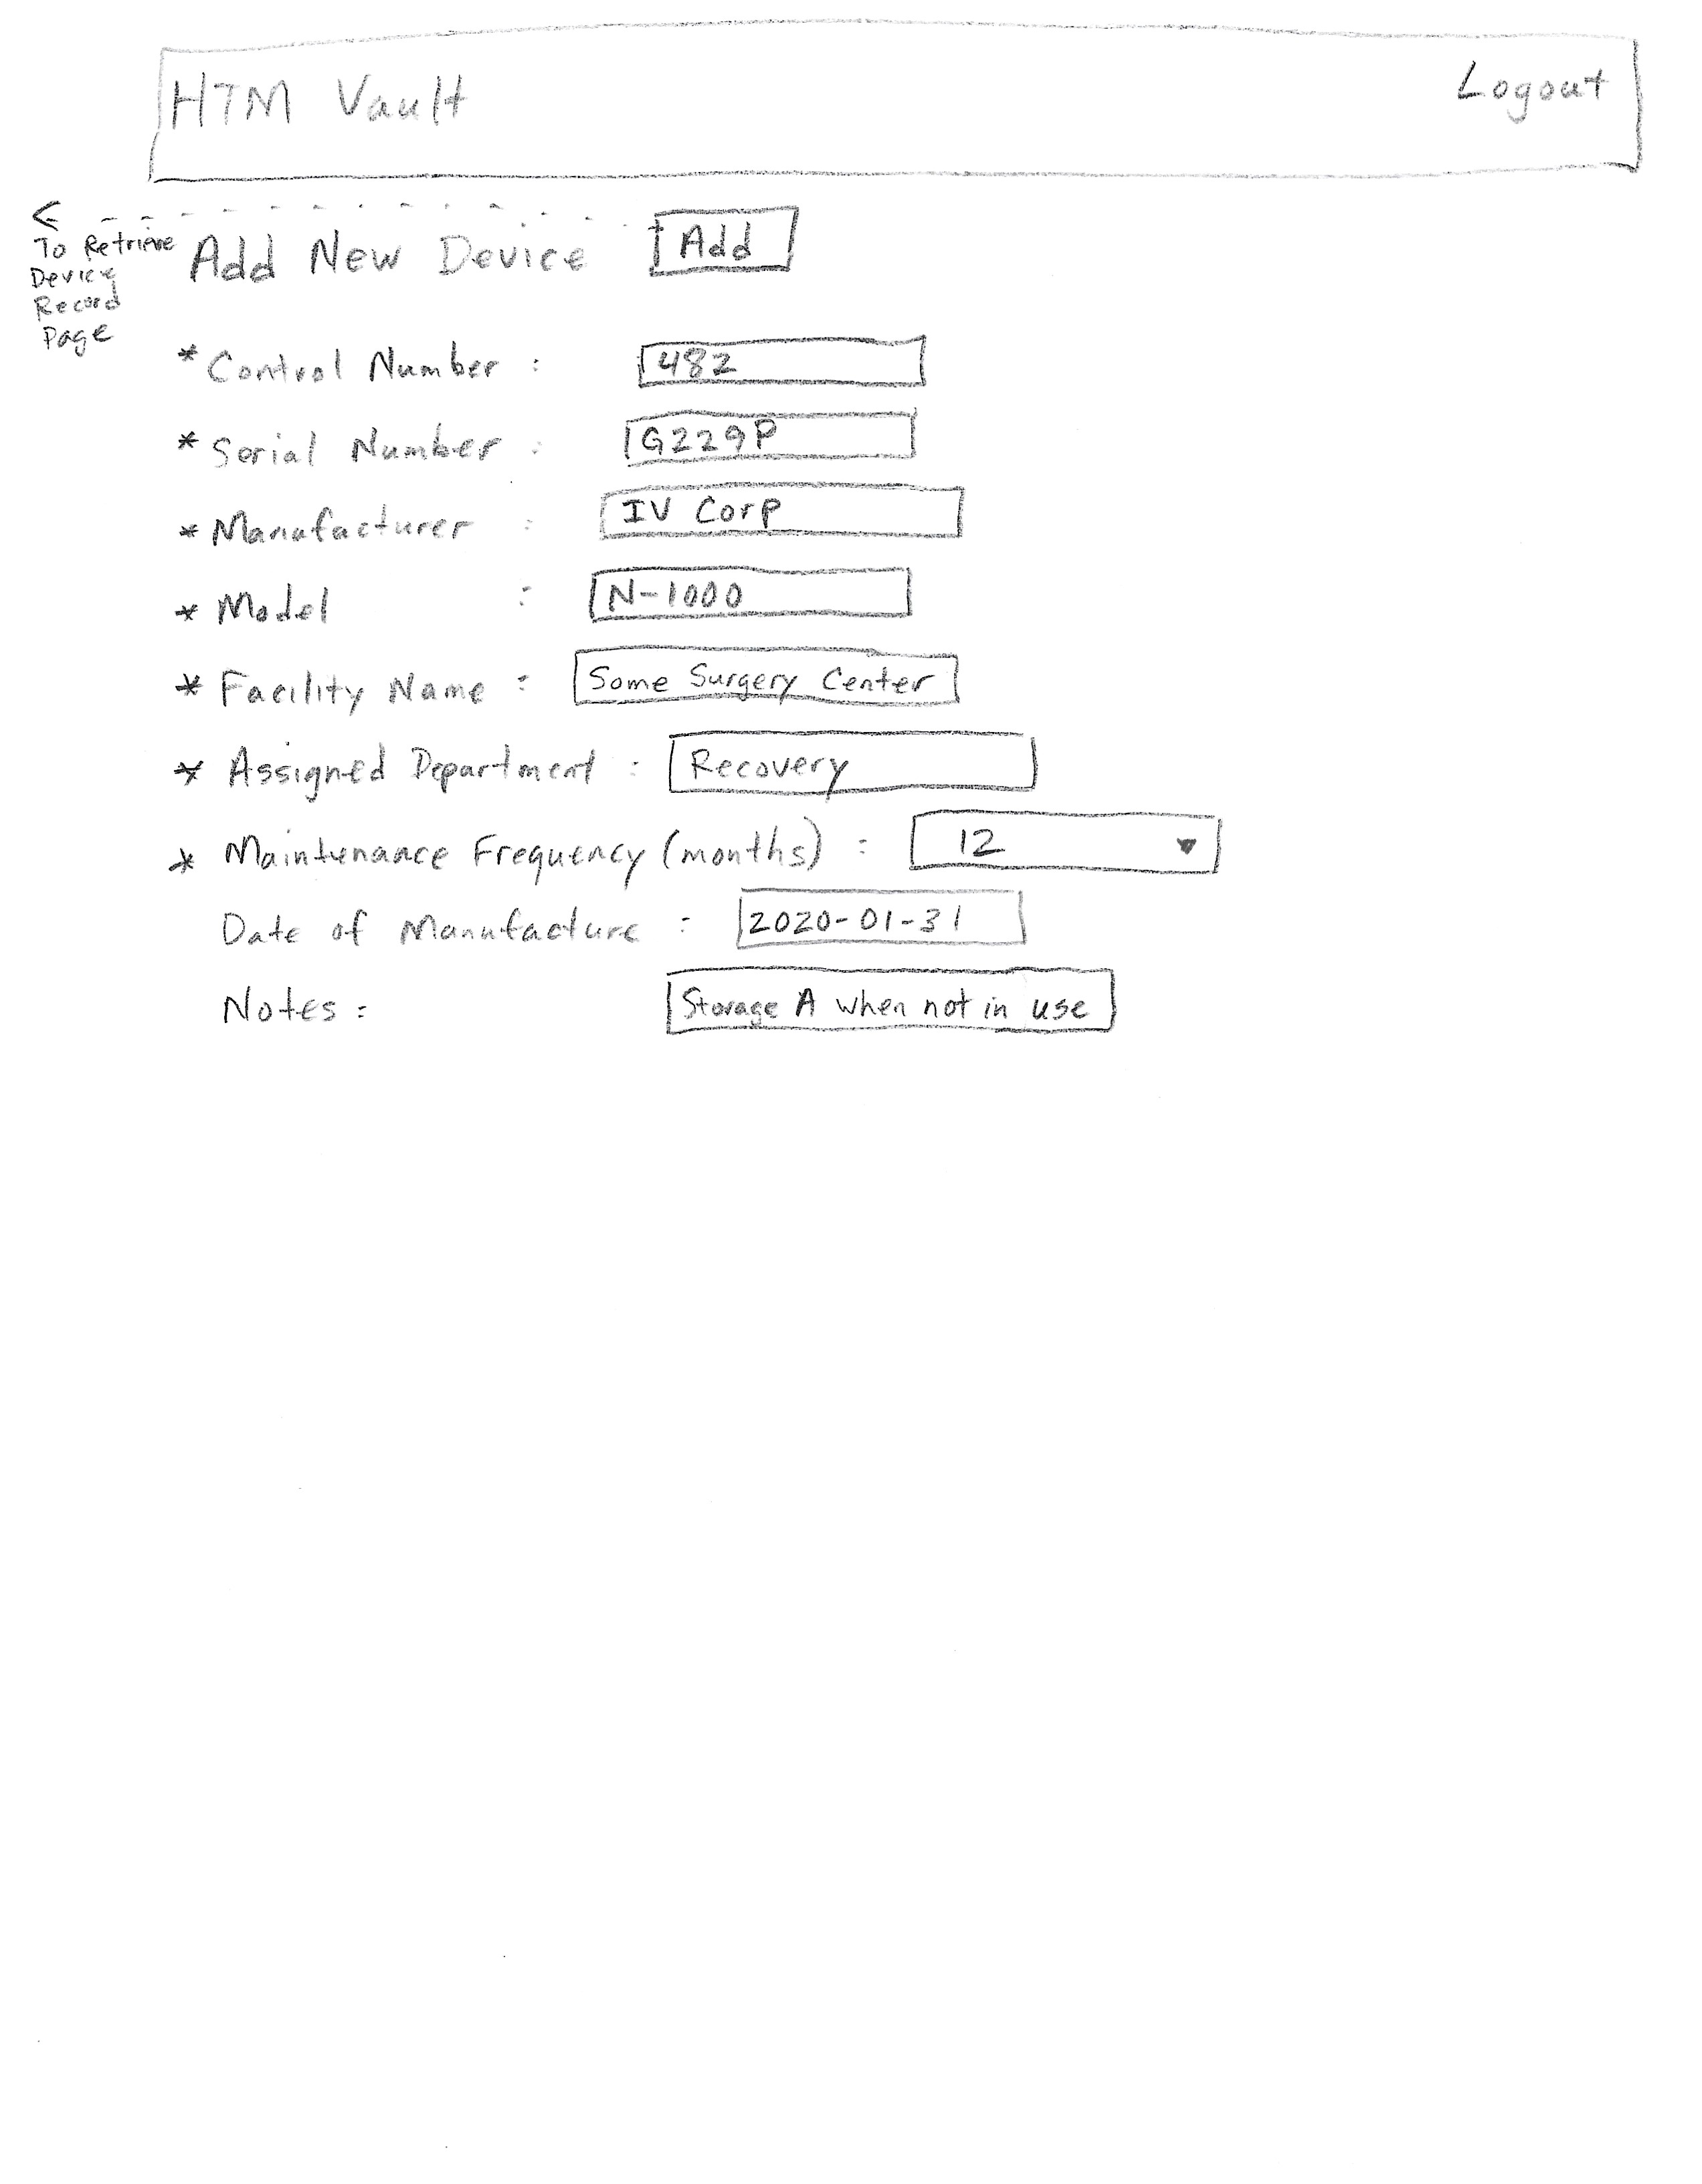 HTM Vault Logout
To Retrieve
Device
Record
Page
Add New Device Add
* Control Number : 482
* Serial Number : G229P
* Manufacturer : IV Corp
* Model : N-1000
* Facility Name : Some Surgery Center
* Assigned Department : Recovery
* Maintenance Frequency (months) : 12
Date of Manufacture : 2020-01-31
Notes : Storage A when not in use